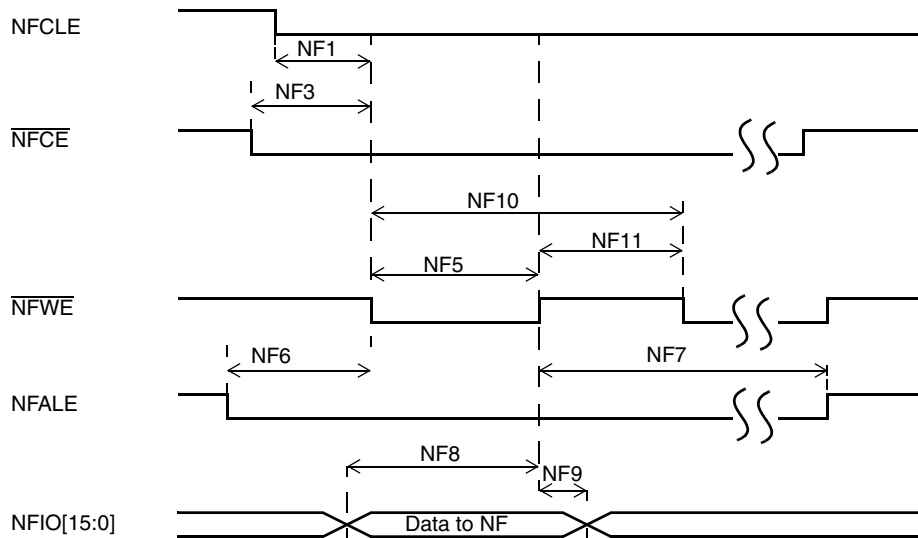 NFCLE
NF1
NF3
NFCE
NF10
NF11
NF5
NFWE
NF6
NF7
NFALE
NF8
NF9
NFIO[15:0]
Data to NF